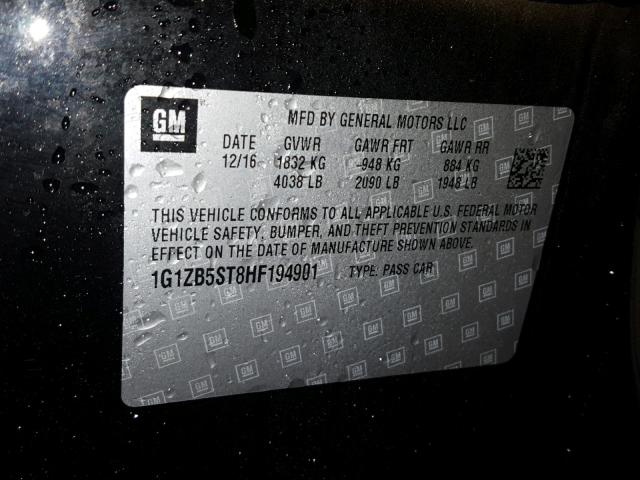 GM
MFD BY GENERAL MOTORS LLC
DATE GVWR GAWR FRT GAWR RR
12/16 1832 KG -948 KG 884 KG
4038 LB 2090 LB 1948 LB
THIS VEHICLE CONFORMS TO ALL APPLICABLE U.S. FEDERAL MOTOR
VEHICLE SAFETY, BUMPER, AND THEFT PREVENTION STANDARDS IN
EFFECT ON THE DATE OF MANUFACTURE SHOWN ABOVE.
1G1ZB5ST8HF194901 TYPE: PASS CAR